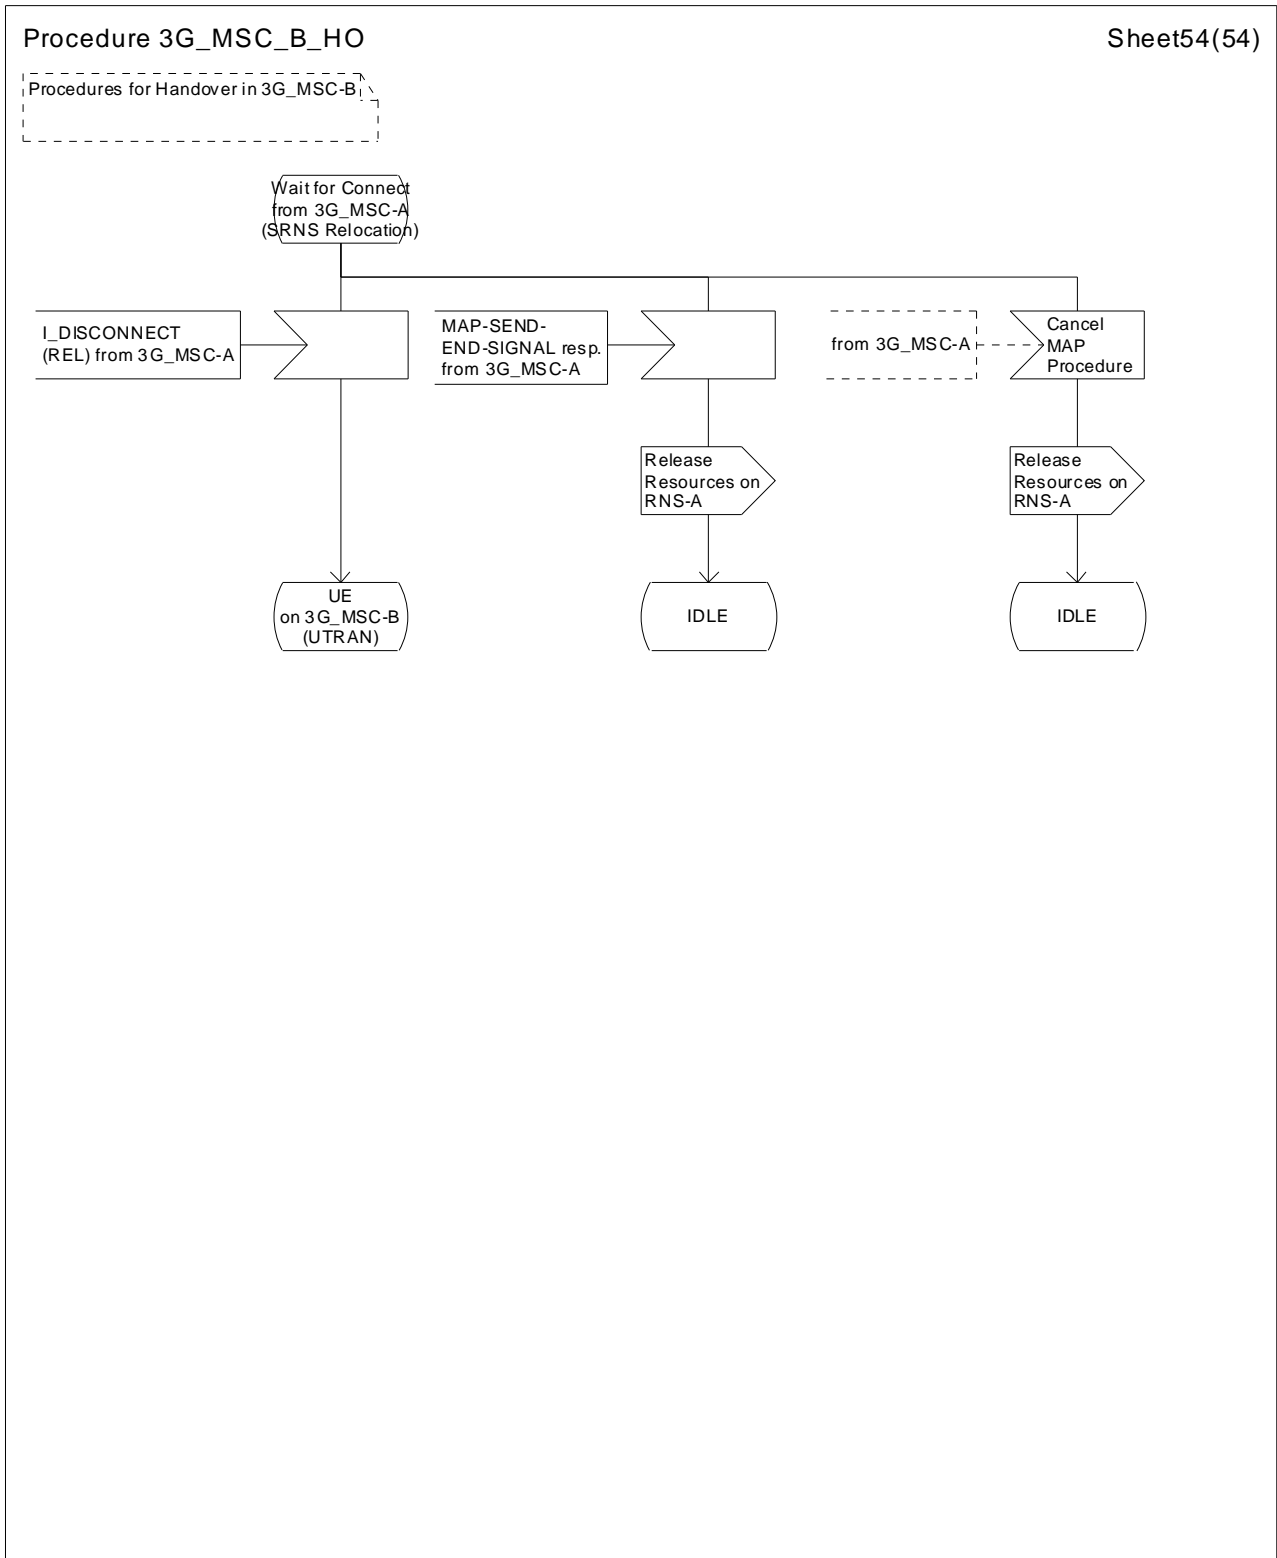 Procedure 3G_MSC_B_HO
Sheet54(54)
Procedures for Handover in 3G_MSC-B
Wait for Connect
from 3G_MSC-A
(SRNS Relocation)
I_DISCONNECT
(REL) from 3G_MSC-A
MAP-SEND-
END-SIGNAL resp.
from 3G_MSC-A
from 3G_MSC-A
Cancel
MAP
Procedure
Release
Resources on
RNS-A
Release
Resources on
RNS-A
UE
on 3G_MSC-B
(UTRAN)
IDLE
IDLE